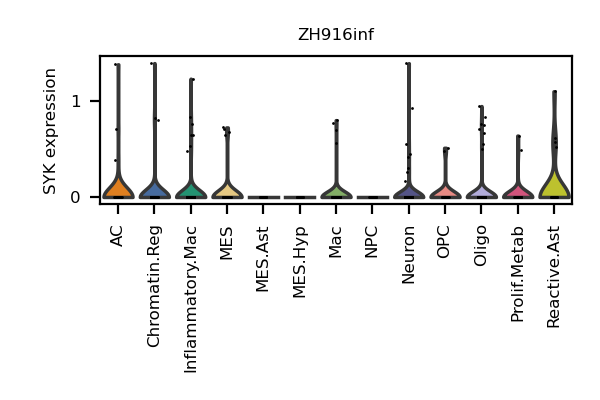 ZH916inf
SYK expression
1
0
AC
Chromatin.Reg
Inflammatory.Mac
MES
MES.Ast
MES.Hyp
Mac
NPC
Neuron
OPC
Oligo
Prolif.Metab
Reactive.Ast